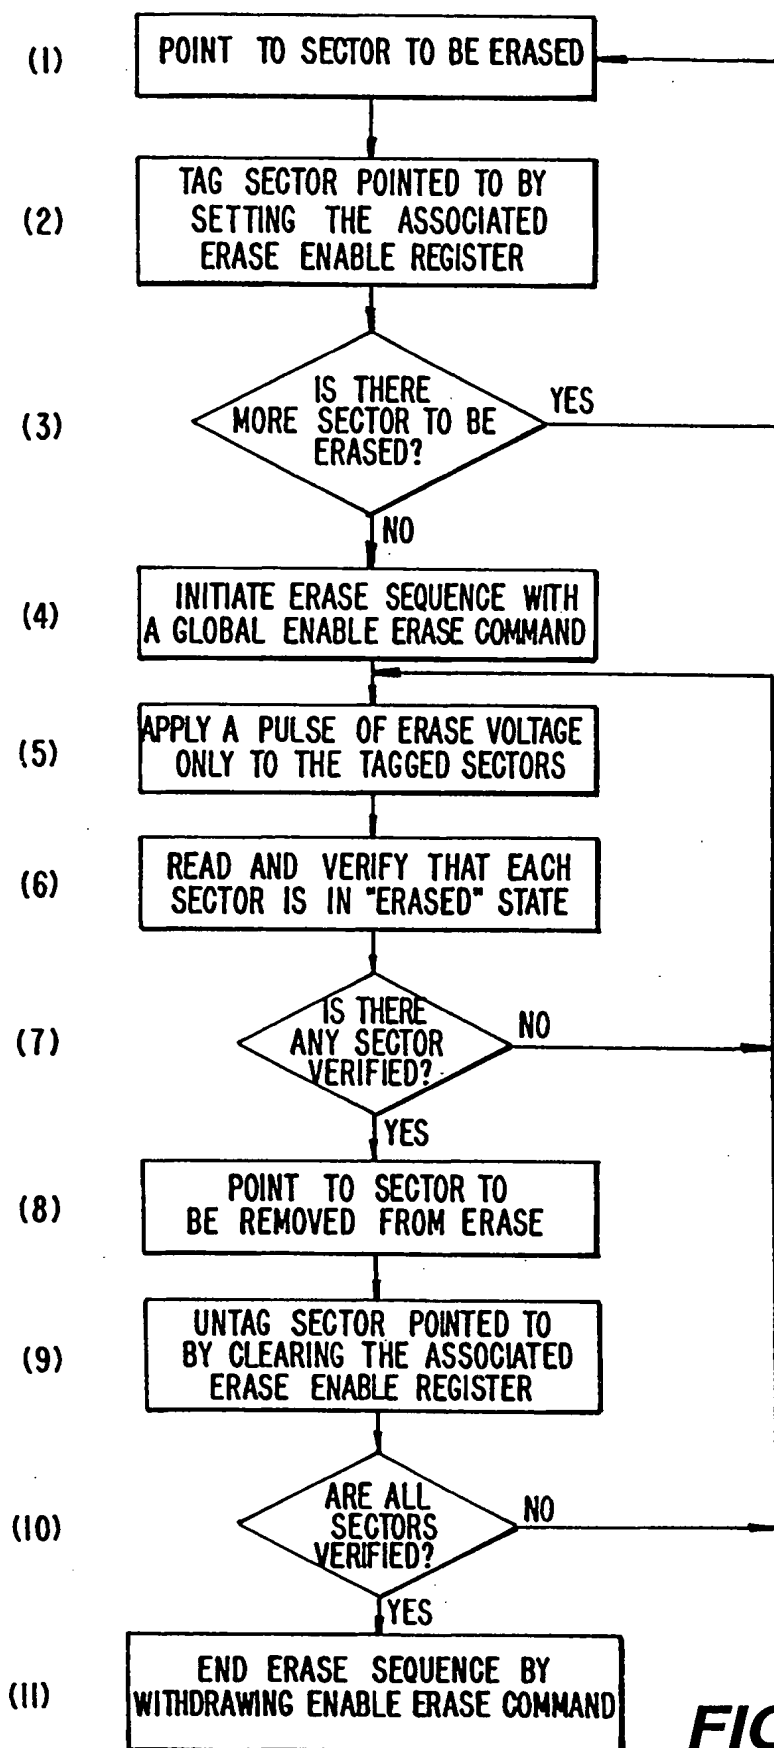 (1)
POINT TO SECTOR TO BE ERASED
(2)
TAG SECTOR POINTED TO BY
SETTING THE ASSOCIATED
ERASE ENABLE REGISTER
(3)
IS THERE
MORE SECTOR TO BE
ERASED?
YES
NO
(4)
INITIATE ERASE SEQUENCE WITH
A GLOBAL ENABLE ERASE COMMAND
(5)
APPLY A PULSE OF ERASE VOLTAGE
ONLY TO THE TAGGED SECTORS
(6)
READ AND VERIFY THAT EACH
SECTOR IS IN "ERASED" STATE
(7)
IS THERE
ANY SECTOR
VERIFIED?
NO
YES
(8)
POINT TO SECTOR TO
BE REMOVED FROM ERASE
(9)
UNTAG SECTOR POINTED TO
BY CLEARING THE ASSOCIATED
ERASE ENABLE REGISTER
(10)
ARE ALL
SECTORS
VERIFIED?
NO
YES
(11)
END ERASE SEQUENCE BY
WITHDRAWING ENABLE ERASE COMMAND